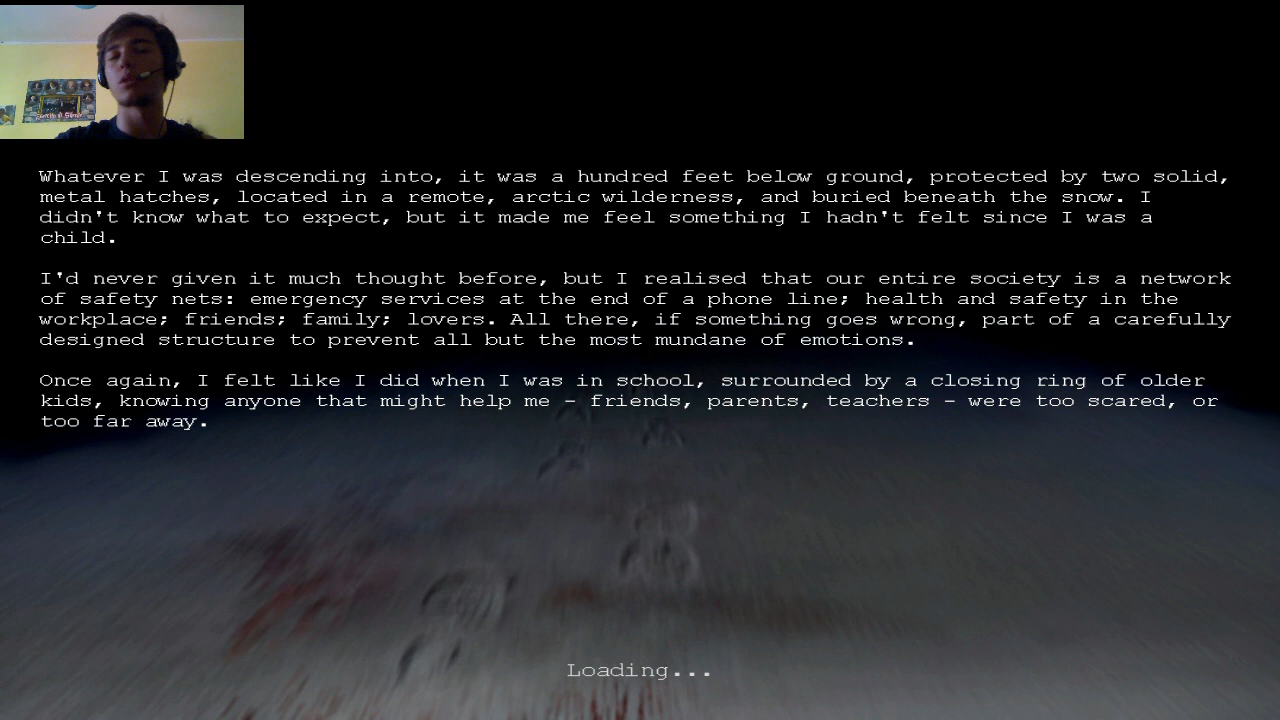 Whatever I was descending into, it was a hundred feet below ground, protected by two solid,
metal hatches, located in a remote, arctic wilderness, and buried beneath the snow. I
didn't know what to expect, but it made me feel something I hadn't felt since I was a
child.
I'd never given it much thought before, but I realised that our entire society is a network
of safety nets: emergency services at the end of a phone line; health and safety in the
workplace; friends; family; lovers. All there, if something goes wrong, part of a carefully
designed structure to prevent all but the most mundane of emotions.
Once again, I felt like I did when I was in school, surrounded by a closing ring of older
kids, knowing anyone that might help me - friends, parents, teachers - were too scared, or
too far away.
Loading...